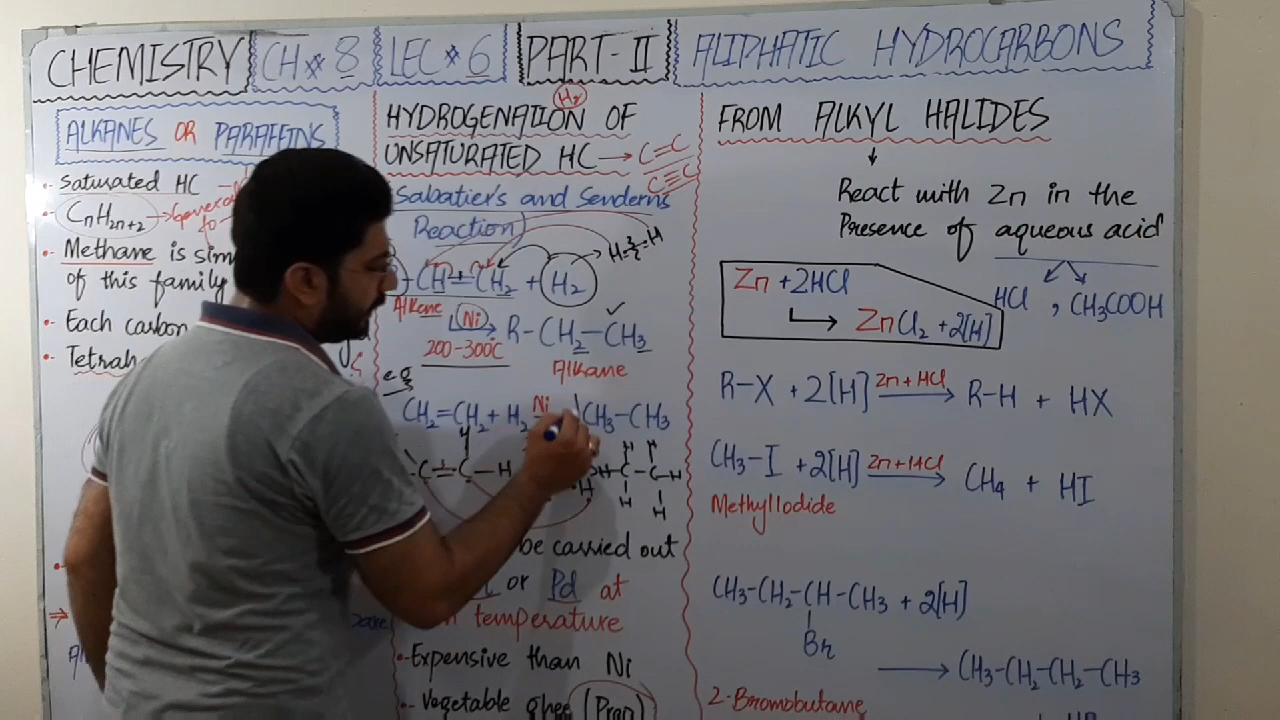 CHEMISTRY CH*8 LEC*6 PART-II ALIPHATIC HYDROCARBONS
ALKANES OR PARAFFINS
Saturated HC
CnH2n+2 → General
Methane is sim
of this family
Each carbon
Tetrah
H2
HYDROGENATION OF
UNSATURATED HC → C=C
C≡C
Sabatier's and Senderns
Reaction)
CH=CH2 + H2 → H-H
Alkene
Ni
200-300°C
R-CH2-CH3
Alkane
e.g
CH2=CH2 + H2 Ni CH3-CH3
H
C=C-H
H H
H-C-C-H
H H
be carried out
or Pd at
temperature
Expensive than Ni
Vegetable ghee (Pran)
FROM ALKYL HALIDES
React with Zn in the
Presence of aqueous acid
HCl , CH3COOH
Zn + 2HCl
→ ZnCl2 + 2[H]
R-X + 2[H] Zn+HCl → R-H + HX
CH3-I + 2[H] Zn+HCl → CH4 + HI
MethylIodide
CH3-CH2-CH-CH3 + 2[H]
Br
→ CH3-CH2-CH2-CH3
2-Bromobutane